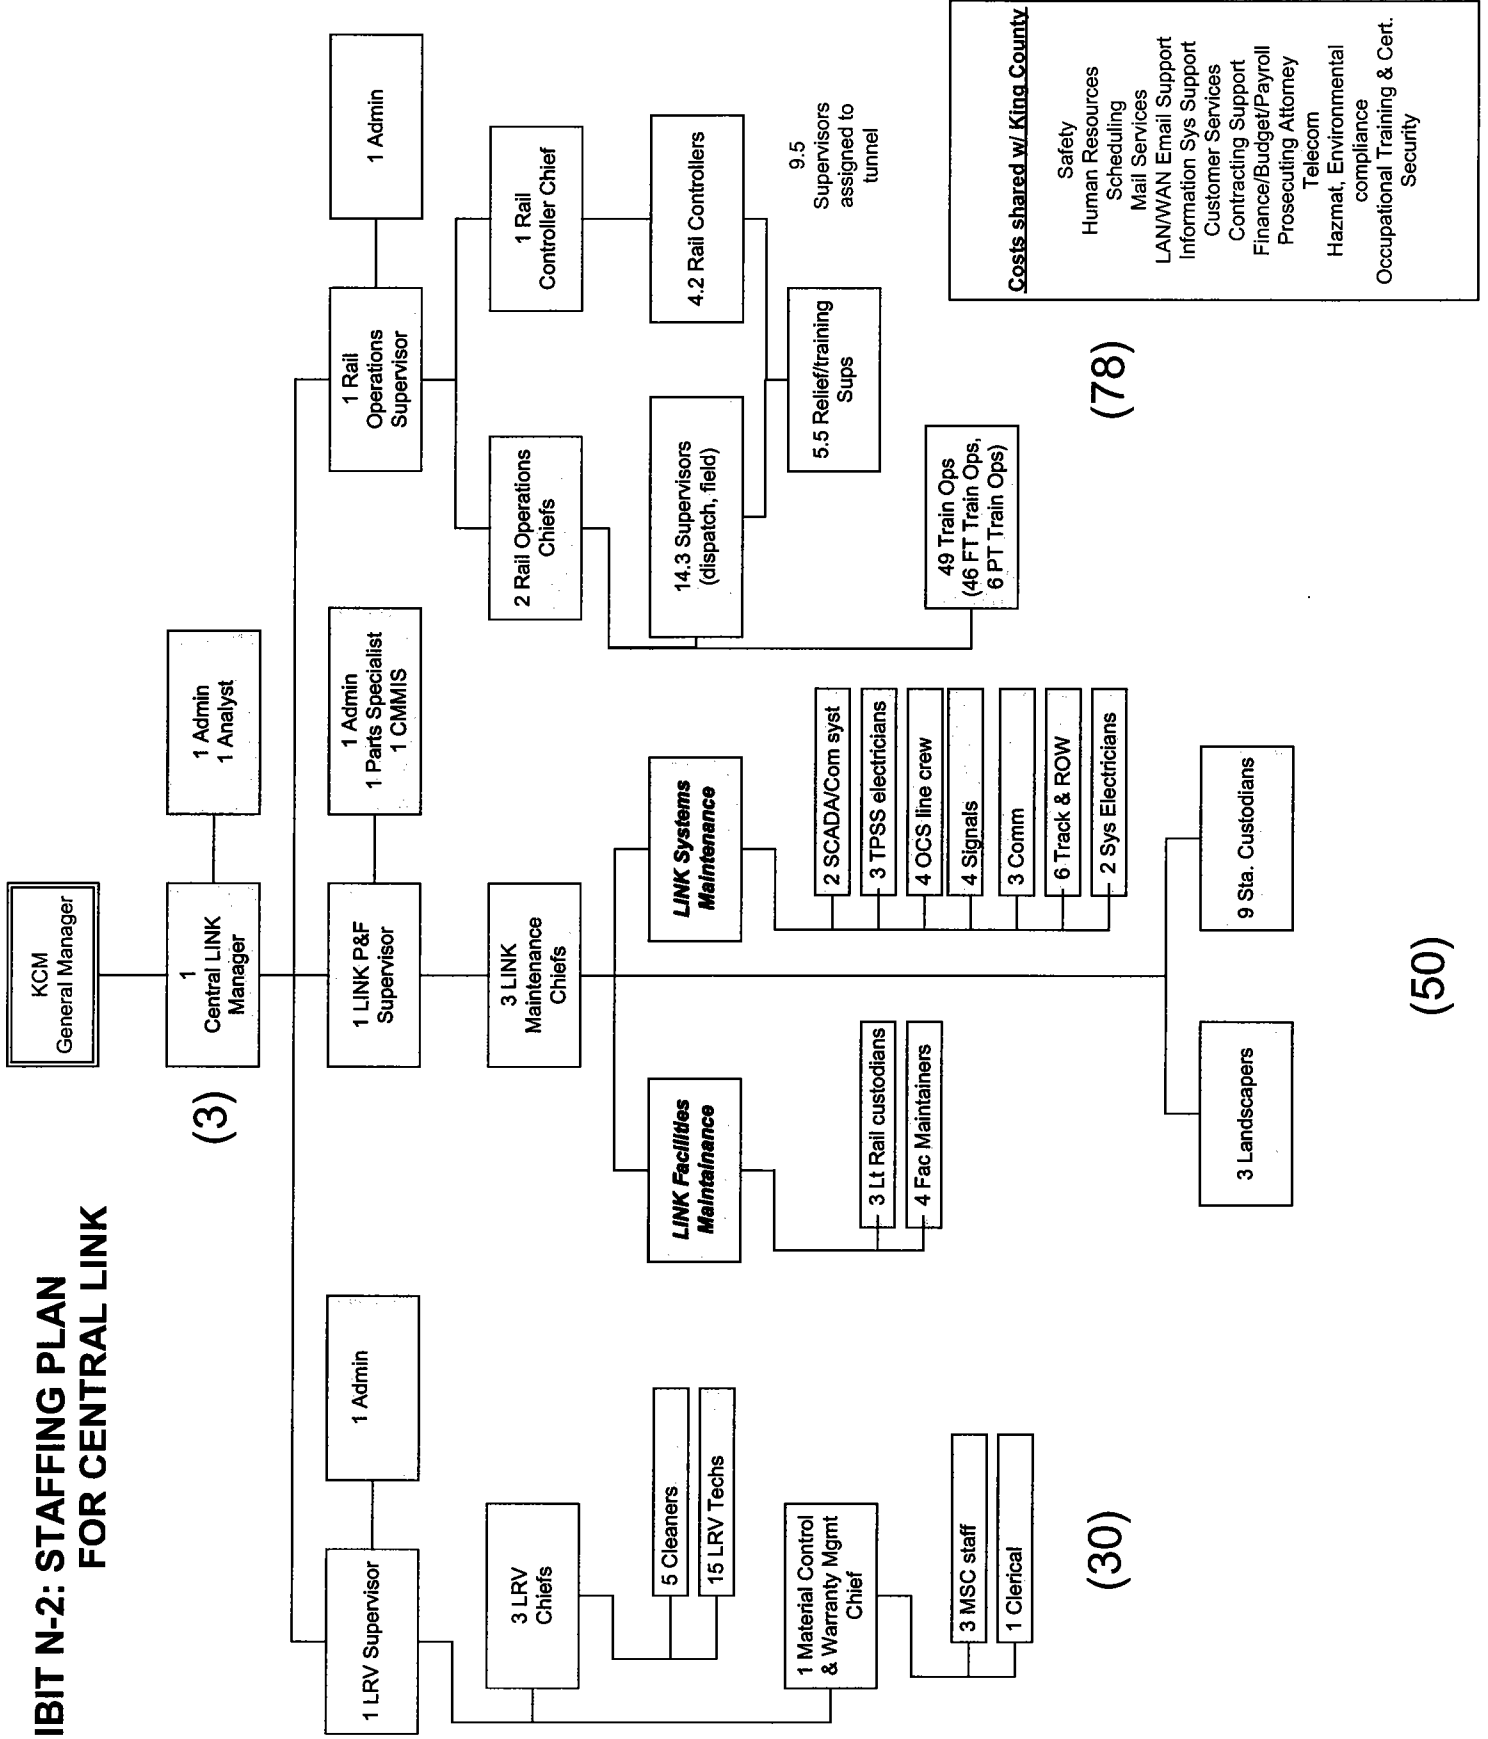 IBIT N-2: STAFFING PLAN
FOR CENTRAL LINK
KCM
General Manager
1
Central LINK
Manager
1 Admin
1 Analyst
(3)
1 LRV Supervisor
1 Admin
1 LINK P&F
Supervisor
1 Admin
1 Parts Specialist
1 CMMIS
1 Rail
Operations
Supervisor
1 Admin
3 LRV
Chiefs
5 Cleaners
15 LRV Techs
1 Material Control
& Warranty Mgmt
Chief
3 MSC staff
1 Clerical
(30)
3 LINK
Maintenance
Chiefs
LINK Facilities
Maintainance
3 Lt Rail custodians
4 Fac Maintainers
LINK Systems
Maintenance
2 SCADA/Com syst
3 TPSS electricians
4 OCS line crew
4 Signals
3 Comm
6 Track & ROW
2 Sys Electricians
3 Landscapers
9 Sta. Custodians
(50)
2 Rail Operations
Chiefs
1 Rail
Controller Chief
14.3 Supervisors
(dispatch, field)
4.2 Rail Controllers
5.5 Relief/training
Sups
9.5
Supervisors
assigned to
tunnel
49 Train Ops
(46 FT Train Ops,
6 PT Train Ops)
(78)
Costs shared w/ King County
Safety
Human Resources
Scheduling
Mail Services
LAN/WAN Email Support
Information Sys Support
Customer Services
Contracting Support
Finance/Budget/Payroll
Prosecuting Attorney
Telecom
Hazmat, Environmental
compliance
Occupational Training & Cert.
Security